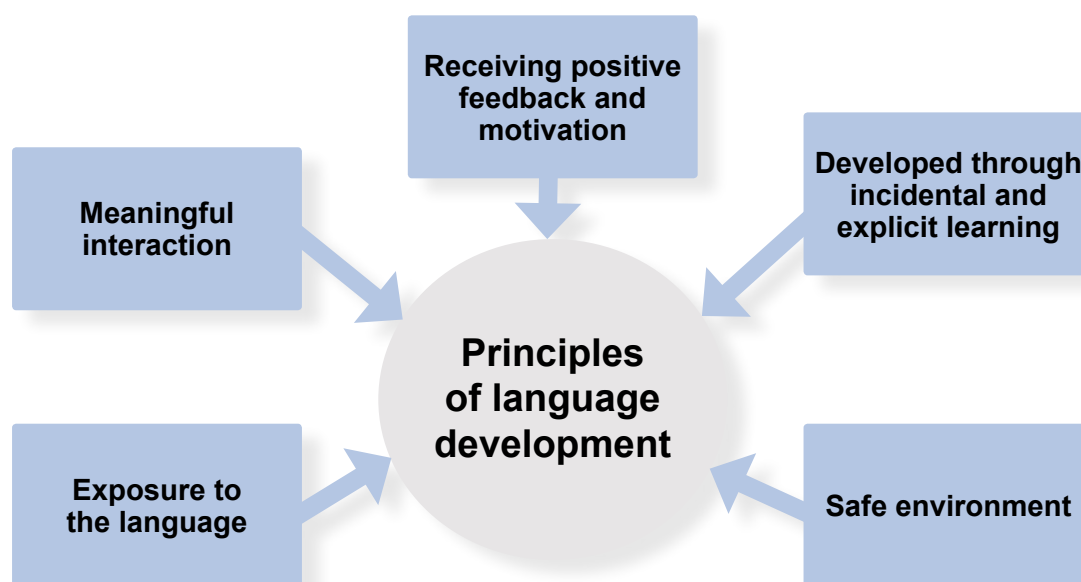 Receiving positive
feedback and
motivation
Meaningful
interaction
Developed through
incidental and
explicit learning
Principles
of language
development
Exposure to
the language
Safe environment